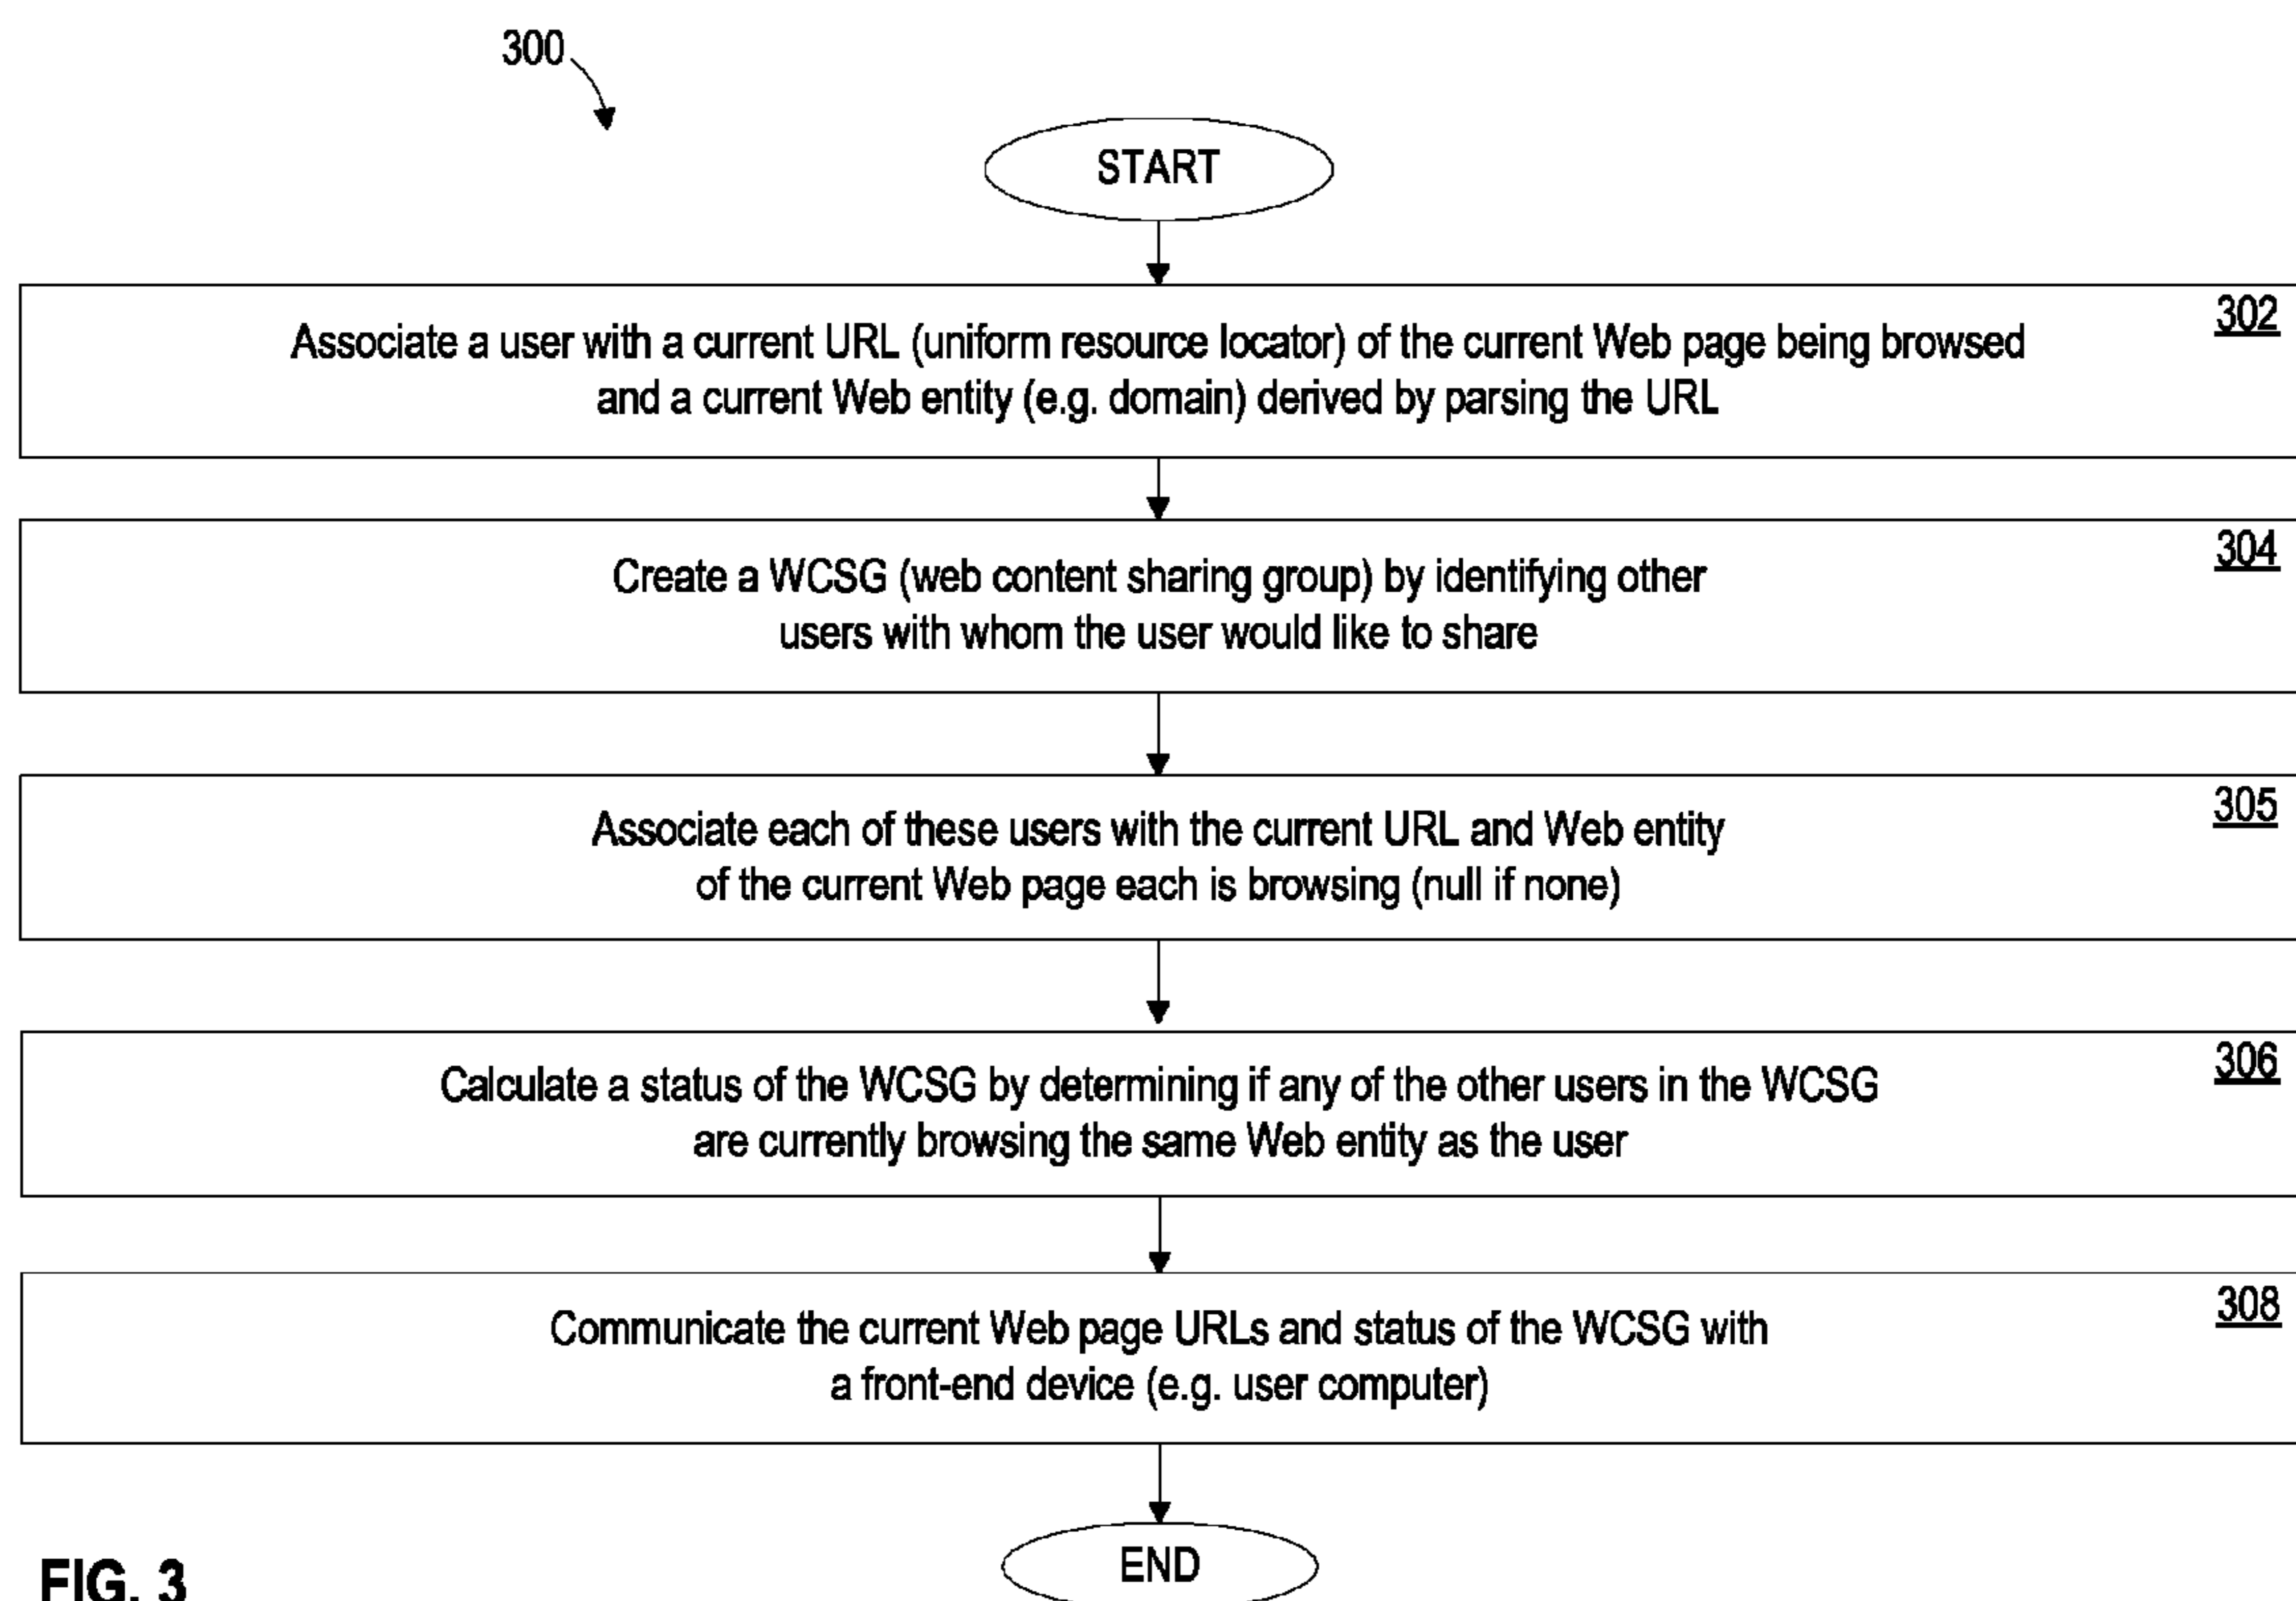 300
START
302
Associate a user with a current URL (uniform resource locator) of the current Web page being browsed
and a current Web entity (e.g. domain) derived by parsing the URL
304
Create a WCSG (web content sharing group) by identifying other
users with whom the user would like to share
305
Associate each of these users with the current URL and Web entity
of the current Web page each is browsing (null if none)
306
Calculate a status of the WCSG by determining if any of the other users in the WCSG
are currently browsing the same Web entity as the user
308
Communicate the current Web page URLs and status of the WCSG with
a front-end device (e.g. user computer)
END
FIG. 3